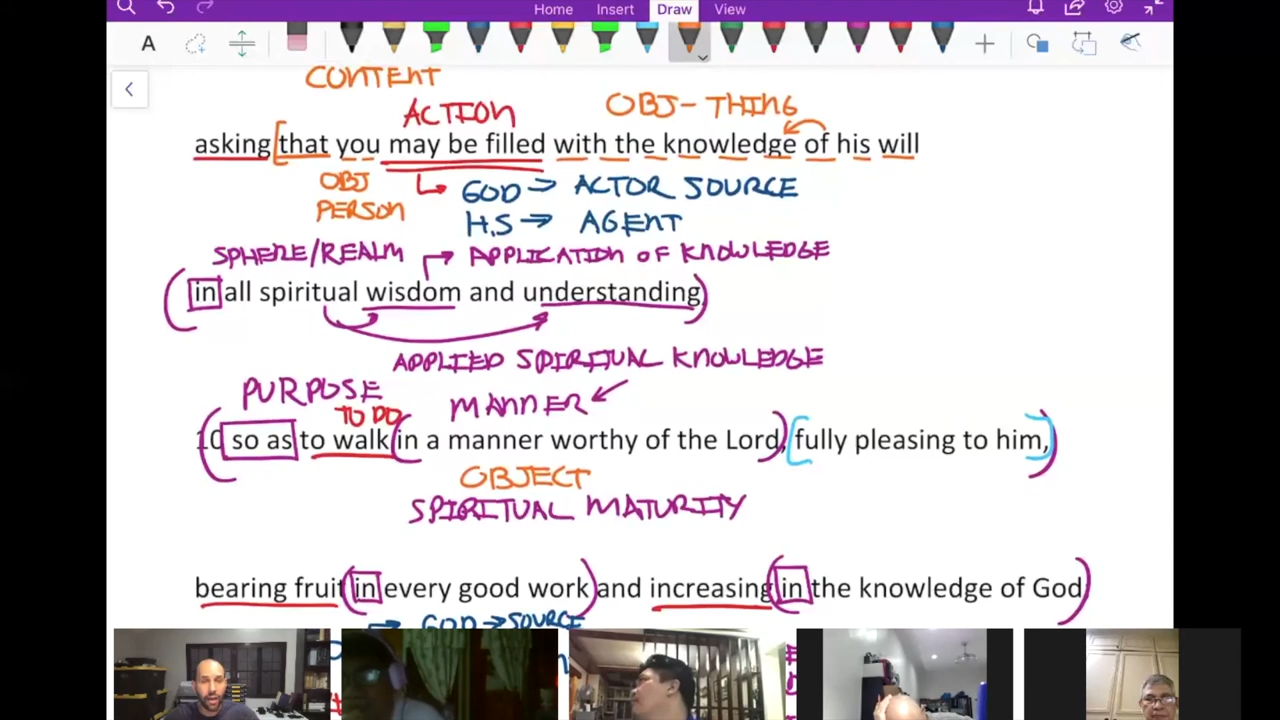 Home Insert Draw View
A
CONTENT
ACTION OBJ-THING
asking that you may be filled with the knowledge of his will
OBJ GOD → ACTOR SOURCE
PERSON H.S → AGENT
SPHERE/REALM → APPLICATION OF KNOWLEDGE
in all spiritual wisdom and understanding
APPLIED SPIRITUAL KNOWLEDGE
PURPOSE MANNER
TO DO
10 so as to walk in a manner worthy of the Lord, fully pleasing to him,
OBJECT
SPIRITUAL MATURITY
bearing fruit in every good work and increasing in the knowledge of God
→ GOD → SOURCE